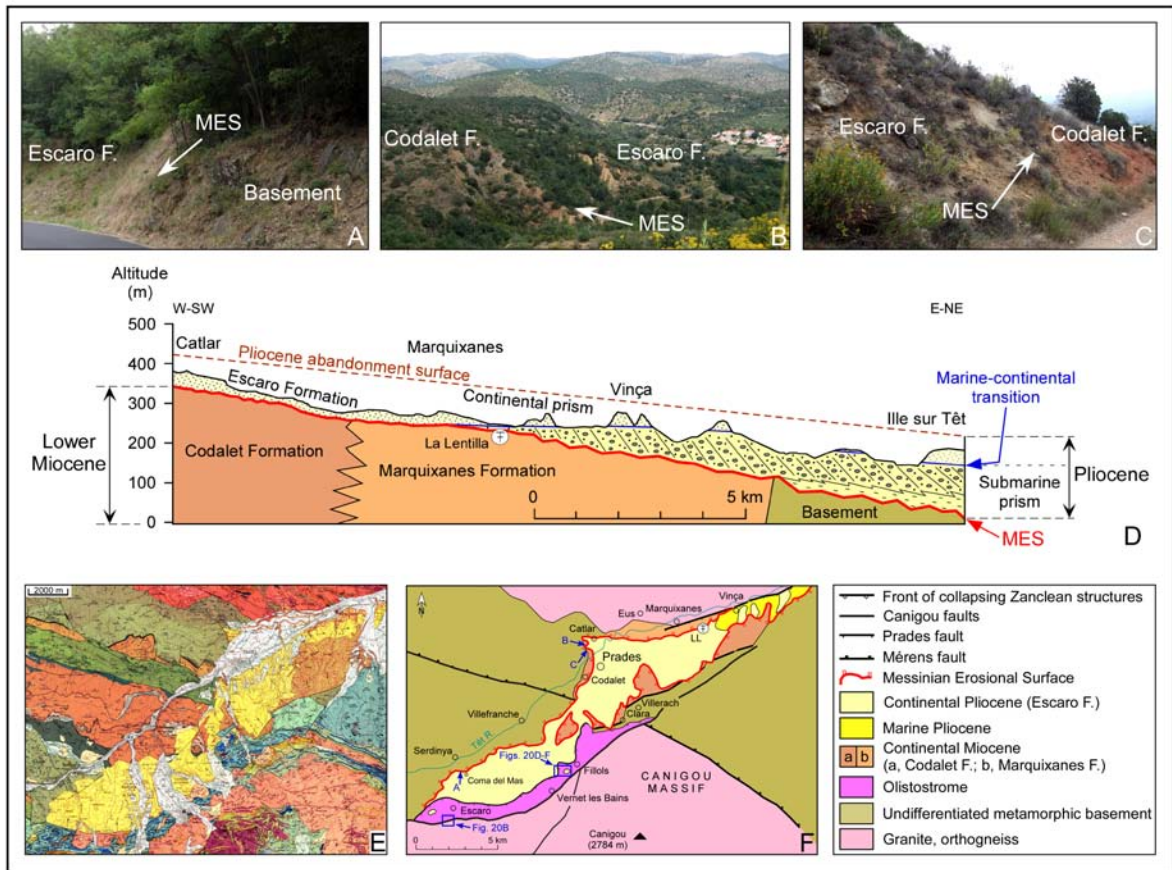 Escaro F.
MES
Basement
A
Codalet F.
Escaro F.
MES
B
Escaro F.
Codalet F.
MES
C
Altitude
(m)
W-SW
E-NE
500
400
300
200
100
0
Catlar
Pliocene abandonment surface
Marquixanes
Vinça
Ille sur Têt
Marine-continental
transition
Escaro Formation
Continental prism
Lower
Miocene
Codalet Formation
La Lentilla
Marquixanes Formation
0
5 km
Basement
Submarine
prism
Pliocene
MES
D
2000 m
E
N
Eus
Marquixanes
Vinça
Catlar
B
LL
C
Prades
Codalet
Villefranche
Têt R.
Villerach
Clara
Serdinya
Figs. 20D-F
A
Coma del Mas
Fillols
Escaro
Vernet les Bains
CANIGOU
MASSIF
Fig. 20B
0
5 km
Canigou
(2784 m)
F
Front of collapsing Zanclean structures
Canigou faults
Prades fault
Mérens fault
Messinian Erosional Surface
Continental Pliocene (Escaro F.)
Marine Pliocene
a b Continental Miocene
(a, Codalet F.; b, Marquixanes F.)
Olistostrome
Undifferentiated metamorphic basement
Granite, orthogneiss